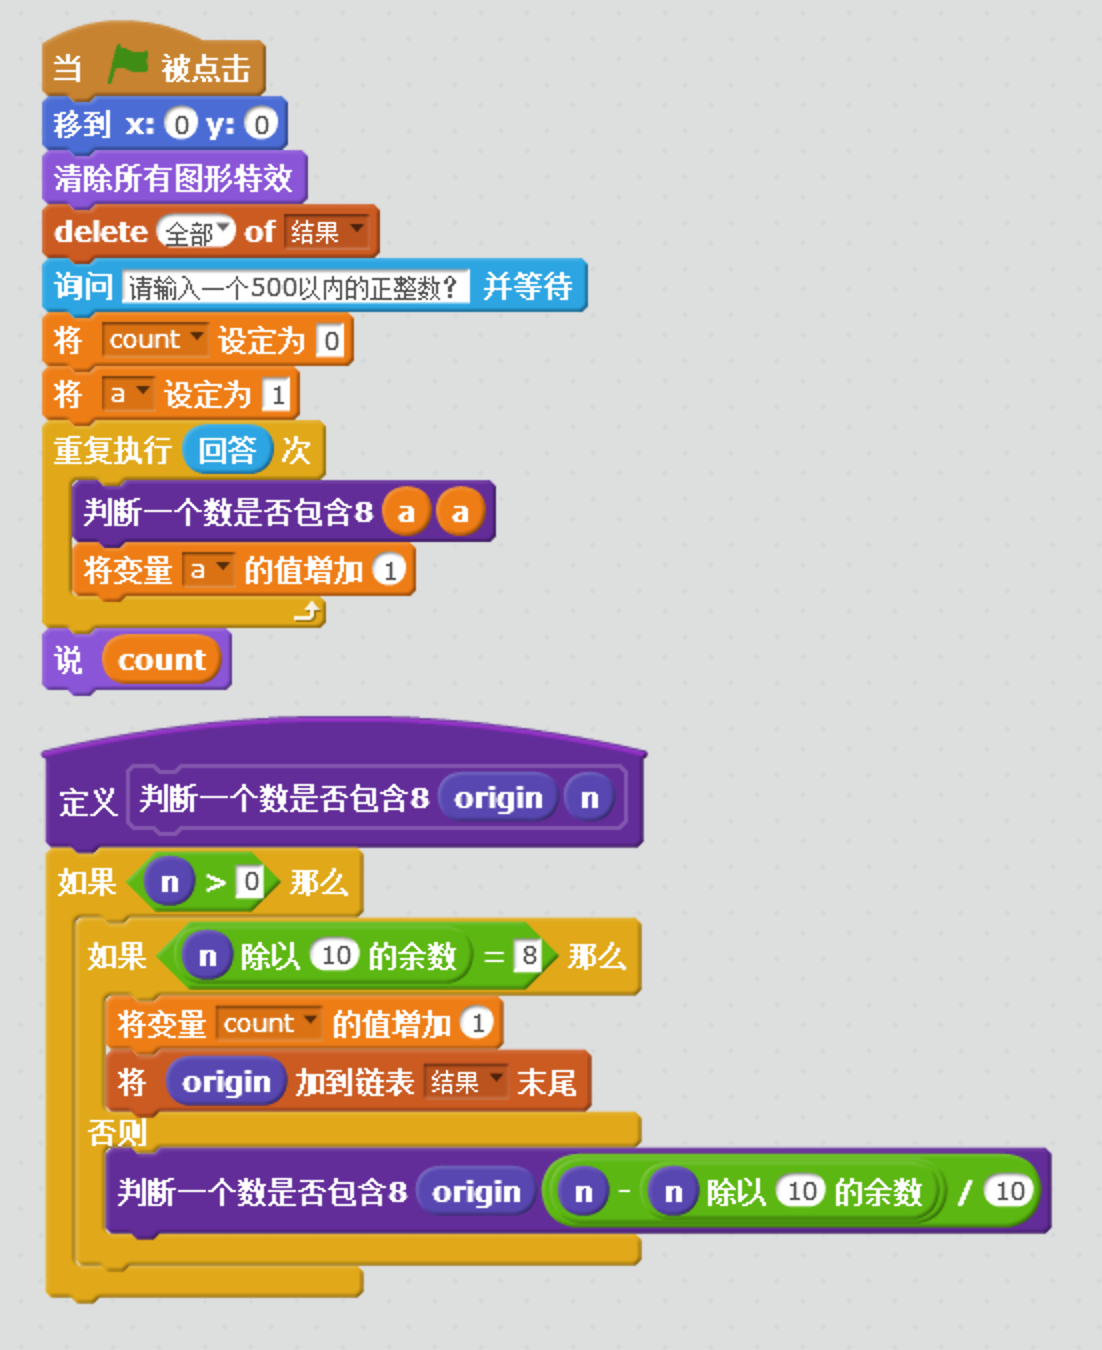 当 被点击
移到 x: 0 y: 0
清除所有图形特效
delete 全部 of 结果
询问 请输入一个500以内的正整数? 并等待
将 count 设定为 0
将 a 设定为 1
重复执行 回答 次
判断一个数是否包含8 a a
将变量 a 的值增加 1
说 count
定义 判断一个数是否包含8 origin n
如果 n > 0 那么
如果 n 除以 10 的余数 = 8 那么
将变量 count 的值增加 1
将 origin 加到链表 结果 末尾
否则
判断一个数是否包含8 origin n - n 除以 10 的余数 / 10